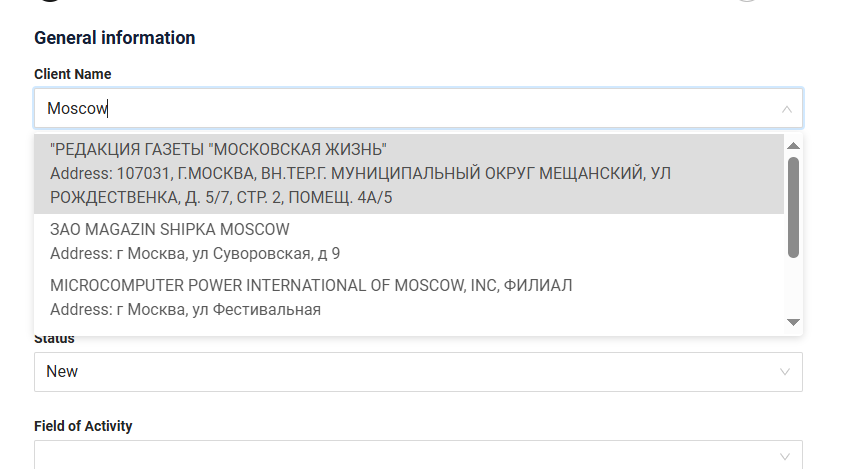 General information
Client Name
Moscow
"РЕДАКЦИЯ ГАЗЕТЫ "МОСКОВСКАЯ ЖИЗНЬ"
Address: 107031, Г.МОСКВА, ВН.ТЕР.Г. МУНИЦИПАЛЬНЫЙ ОКРУГ МЕЩАНСКИЙ, УЛ
РОЖДЕСТВЕНКА, Д. 5/7, СТР. 2, ПОМЕЩ. 4А/5
ЗАО MAGAZIN SHIPKA MOSCOW
Address: г Москва, ул Суворовская, д 9
MICROCOMPUTER POWER INTERNATIONAL OF MOSCOW, INC, ФИЛИАЛ
Address: г Москва, ул Фестивальная
Status
New
Field of Activity